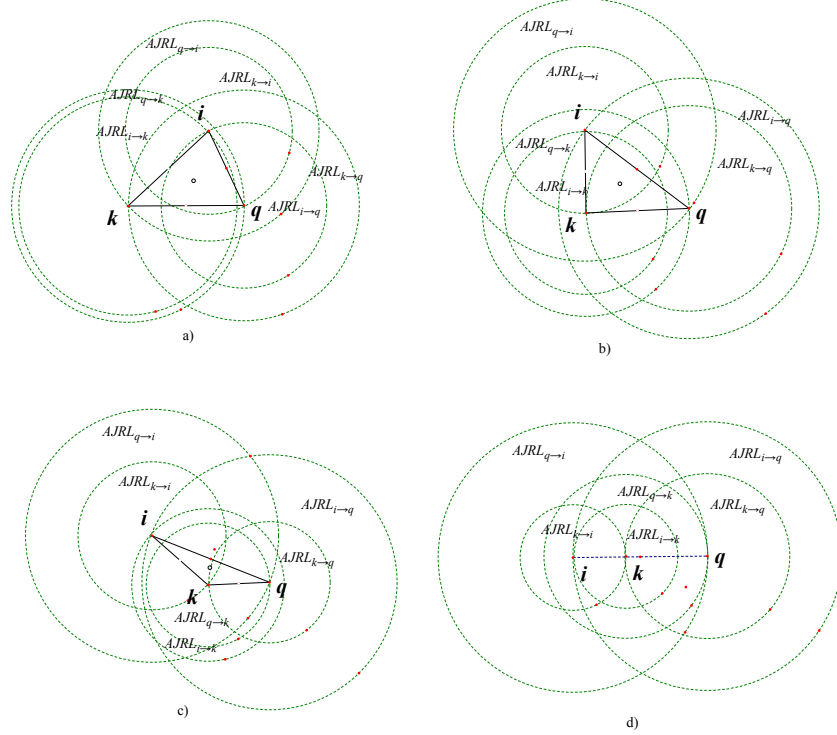 AJRL_{q→i}
AJRL_{k→i}
AJRL_{q→k}
i
AJRL_{i→k}
AJRL_{k→q}
AJRL_{i→q}
k
q
a)
AJRL_{q→i}
AJRL_{k→i}
i
AJRL_{i→q}
AJRL_{q→k}
AJRL_{k→q}
AJRL_{i→k}
k
q
b)
AJRL_{q→i}
AJRL_{k→i}
AJRL_{i→q}
i
AJRL_{k→q}
k
q
AJRL_{q→k}
AJRL_{i→k}
c)
AJRL_{q→i}
AJRL_{i→q}
AJRL_{q→k}
AJRL_{k→q}
AJRL_{k→i}
AJRL_{i→k}
i
k
q
d)